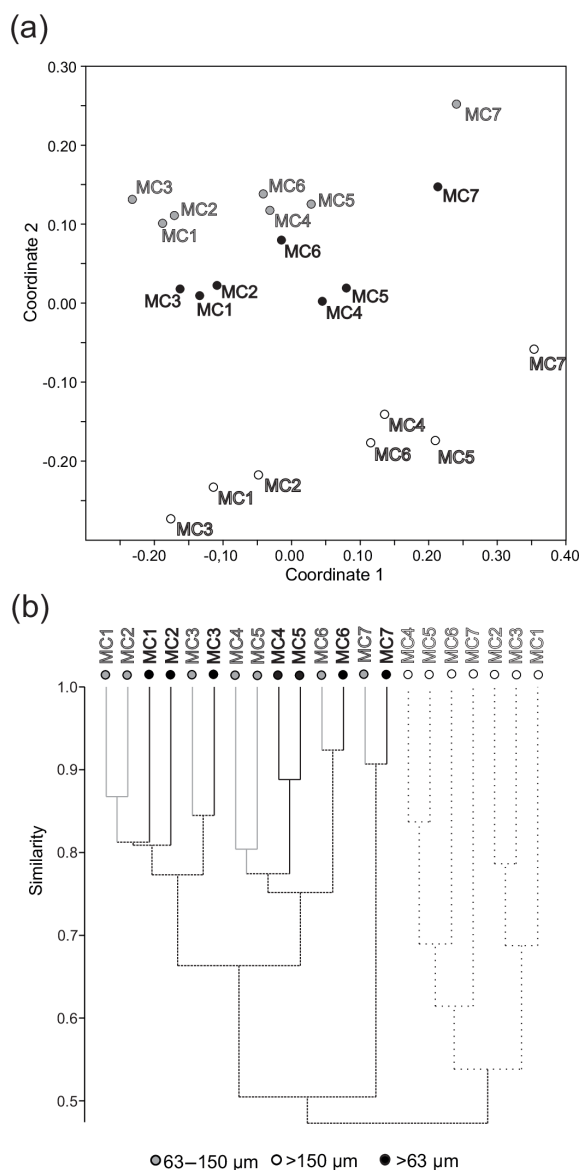 (a)
0.30
MC7
0.20
MC3
MC6
MC2
MC5
MC7
MC4
0.10
MC1
MC6
Coordinate 2
MC2
MC5
0.00
MC3
MC1
MC4
-0.10
MC7
MC4
MC6
MC5
-0.20
MC2
MC1
MC3
-0.20
-0,10
0.00
0.10
0.20
0.30
0.40
Coordinate 1
(b)
MC1 MC2 MC1 MC2 MC3 MC3 MC4 MC5 MC4 MC5 MC6 MC6 MC7 MC7 MC4 MC5 MC6 MC7 MC2 MC3 MC1
1.0
0.9
0.8
Similarity
0.7
0.6
0.5
63–150 µm >150 µm >63 µm